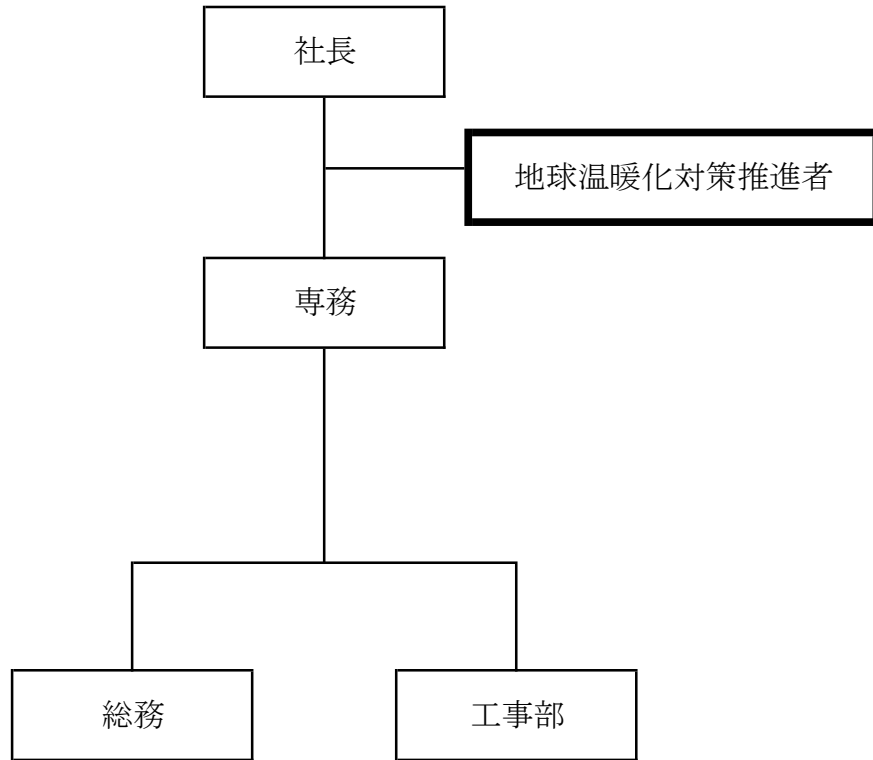 社長
地球温暖化対策推進者
専務
総務
工事部